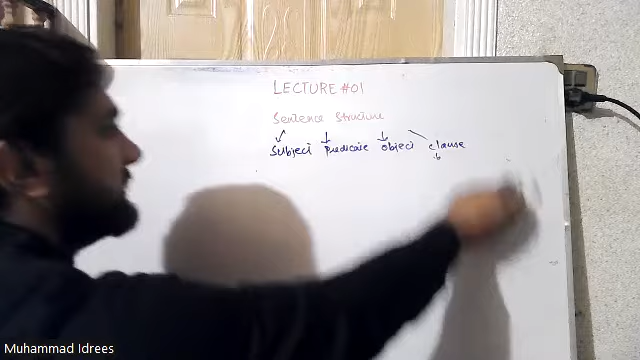 LECTURE #01
Sentence Structure
Subject Predicate object clause
Muhammad Idrees